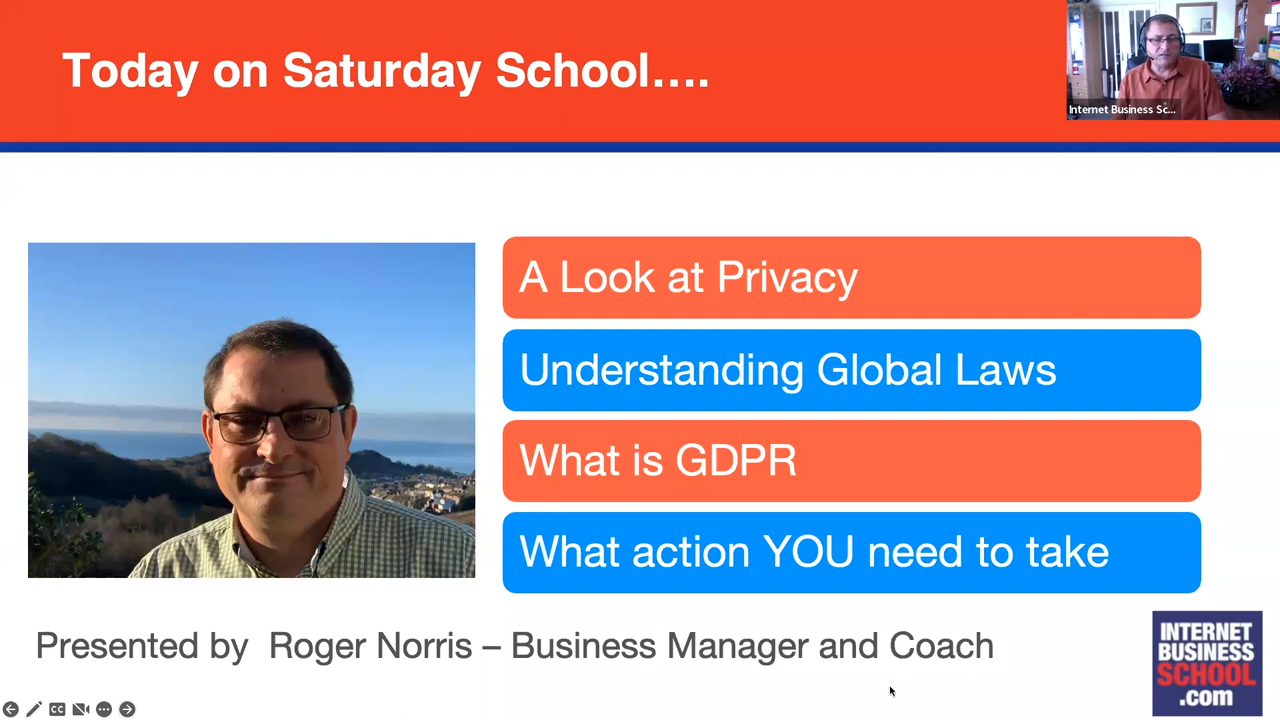 Today on Saturday School....
Internet Business Sc...
A Look at Privacy
Understanding Global Laws
What is GDPR
What action YOU need to take
Presented by Roger Norris – Business Manager and Coach
INTERNET
BUSINESS
SCHOOL
.com
CC